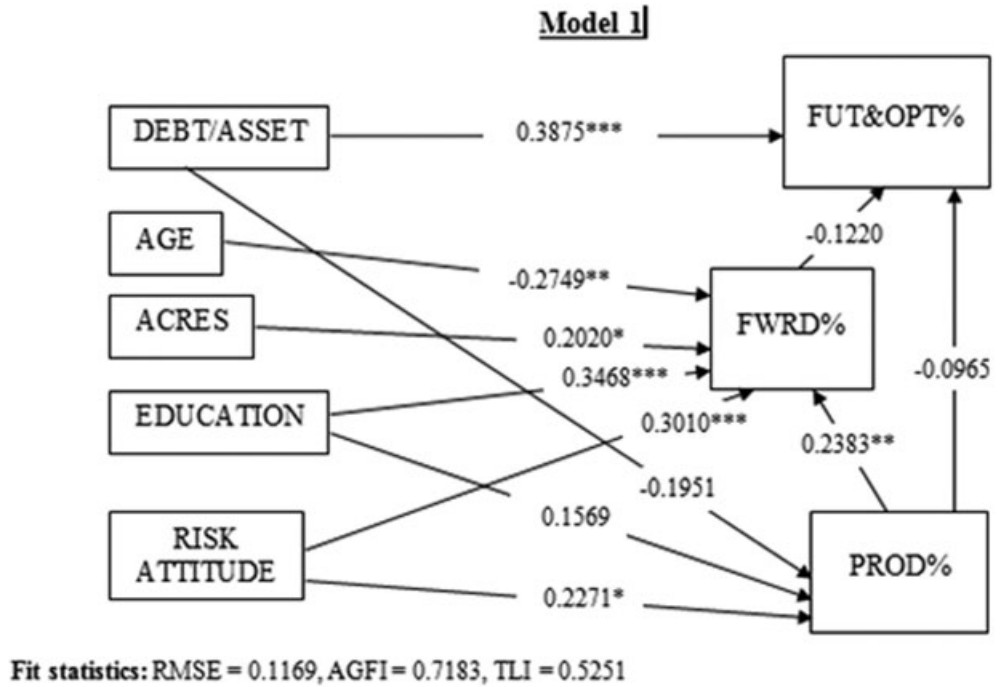 Model 1
DEBT/ASSET
0.3875***
FUT&OPT%
AGE
-0.2749**
-0.1220
ACRES
0.2020*
FWRD%
0.3468***
-0.0965
EDUCATION
0.3010***
0.2383**
-0.1951
0.1569
RISK
ATTITUDE
0.2271*
PROD%
Fit statistics: RMSE = 0.1169, AGFI = 0.7183, TLI = 0.5251